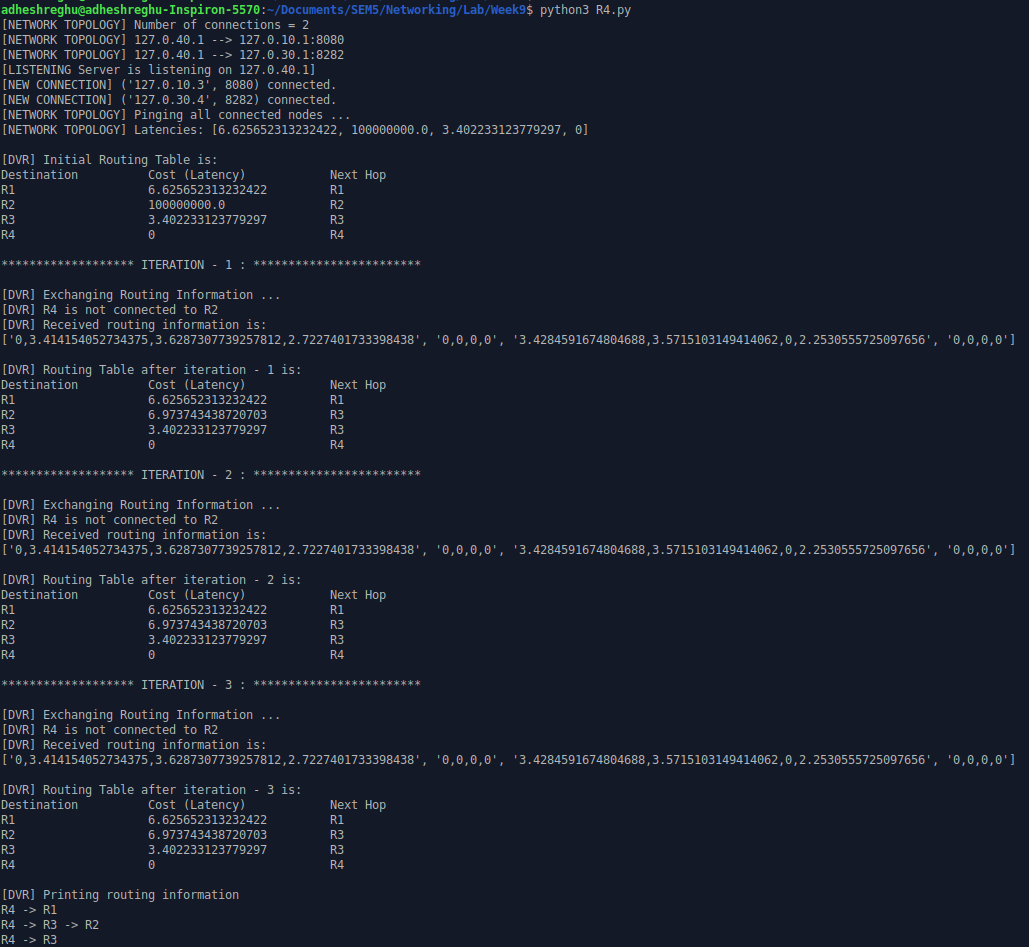 adheshreghu@adheshreghu-Inspiron-5570:~/Documents/SEM5/Networking/Lab/Week9$ python3 R4.py
[NETWORK TOPOLOGY] Number of connections = 2
[NETWORK TOPOLOGY] 127.0.40.1 --> 127.0.10.1:8080
[NETWORK TOPOLOGY] 127.0.40.1 --> 127.0.30.1:8282
[LISTENING Server is listening on 127.0.40.1]
[NEW CONNECTION] ('127.0.10.3', 8080) connected.
[NEW CONNECTION] ('127.0.30.4', 8282) connected.
[NETWORK TOPOLOGY] Pinging all connected nodes ...
[NETWORK TOPOLOGY] Latencies: [6.625652313232422, 100000000.0, 3.402233123779297, 0]
[DVR] Initial Routing Table is:
Destination Cost (Latency) Next Hop
R1 6.625652313232422 R1
R2 100000000.0 R2
R3 3.402233123779297 R3
R4 0 R4
******************* ITERATION - 1 : ************************
[DVR] Exchanging Routing Information ...
[DVR] R4 is not connected to R2
[DVR] Received routing information is:
['0,3.414154052734375,3.6287307739257812,2.7227401733398438', '0,0,0,0', '3.4284591674804688,3.5715103149414062,0,2.2530555725097656', '0,0,0,0']
[DVR] Routing Table after iteration - 1 is:
Destination Cost (Latency) Next Hop
R1 6.625652313232422 R1
R2 6.973743438720703 R3
R3 3.402233123779297 R3
R4 0 R4
******************* ITERATION - 2 : ************************
[DVR] Exchanging Routing Information ...
[DVR] R4 is not connected to R2
[DVR] Received routing information is:
['0,3.414154052734375,3.6287307739257812,2.7227401733398438', '0,0,0,0', '3.4284591674804688,3.5715103149414062,0,2.2530555725097656', '0,0,0,0']
[DVR] Routing Table after iteration - 2 is:
Destination Cost (Latency) Next Hop
R1 6.625652313232422 R1
R2 6.973743438720703 R3
R3 3.402233123779297 R3
R4 0 R4
******************* ITERATION - 3 : ************************
[DVR] Exchanging Routing Information ...
[DVR] R4 is not connected to R2
[DVR] Received routing information is:
['0,3.414154052734375,3.6287307739257812,2.7227401733398438', '0,0,0,0', '3.4284591674804688,3.5715103149414062,0,2.2530555725097656', '0,0,0,0']
[DVR] Routing Table after iteration - 3 is:
Destination Cost (Latency) Next Hop
R1 6.625652313232422 R1
R2 6.973743438720703 R3
R3 3.402233123779297 R3
R4 0 R4
[DVR] Printing routing information
R4 -> R1
R4 -> R3 -> R2
R4 -> R3